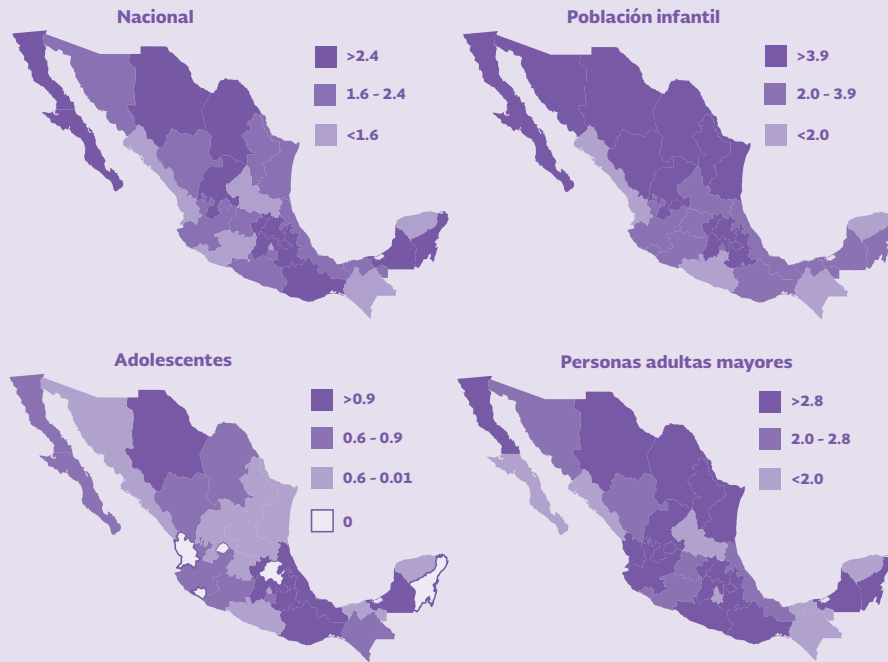 Nacional
>2.4
1.6 – 2.4
<1.6
Población infantil
>3.9
2.0 – 3.9
<2.0
Adolescentes
>0.9
0.6 – 0.9
0.6 – 0.01
0
Personas adultas mayores
>2.8
2.0 – 2.8
<2.0